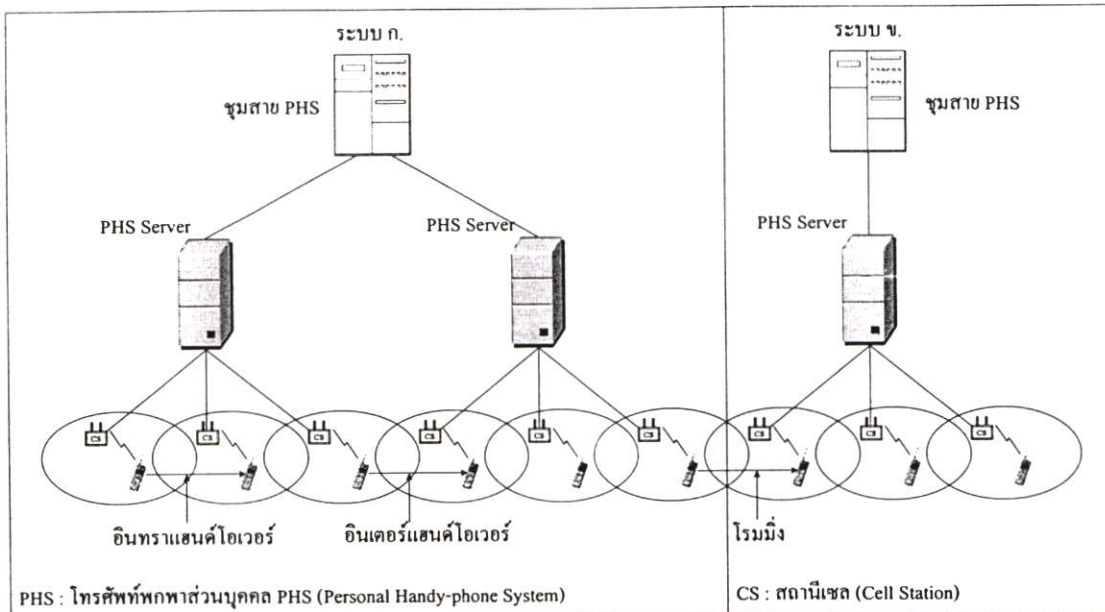 ระบบ ก.
ระบบ ข.
ชุมสาย PHS
ชุมสาย PHS
PHS Server
PHS Server
PHS Server
CS
CS
CS
CS
CS
CS
CS
CS
CS
อินทราแฮนด์โอเวอร์
อินเตอร์แฮนด์โอเวอร์
โรมมิ่ง
PHS : โทรศัพท์พกพาส่วนบุคคล PHS (Personal Handy-phone System)
CS : สถานีเซล (Cell Station)